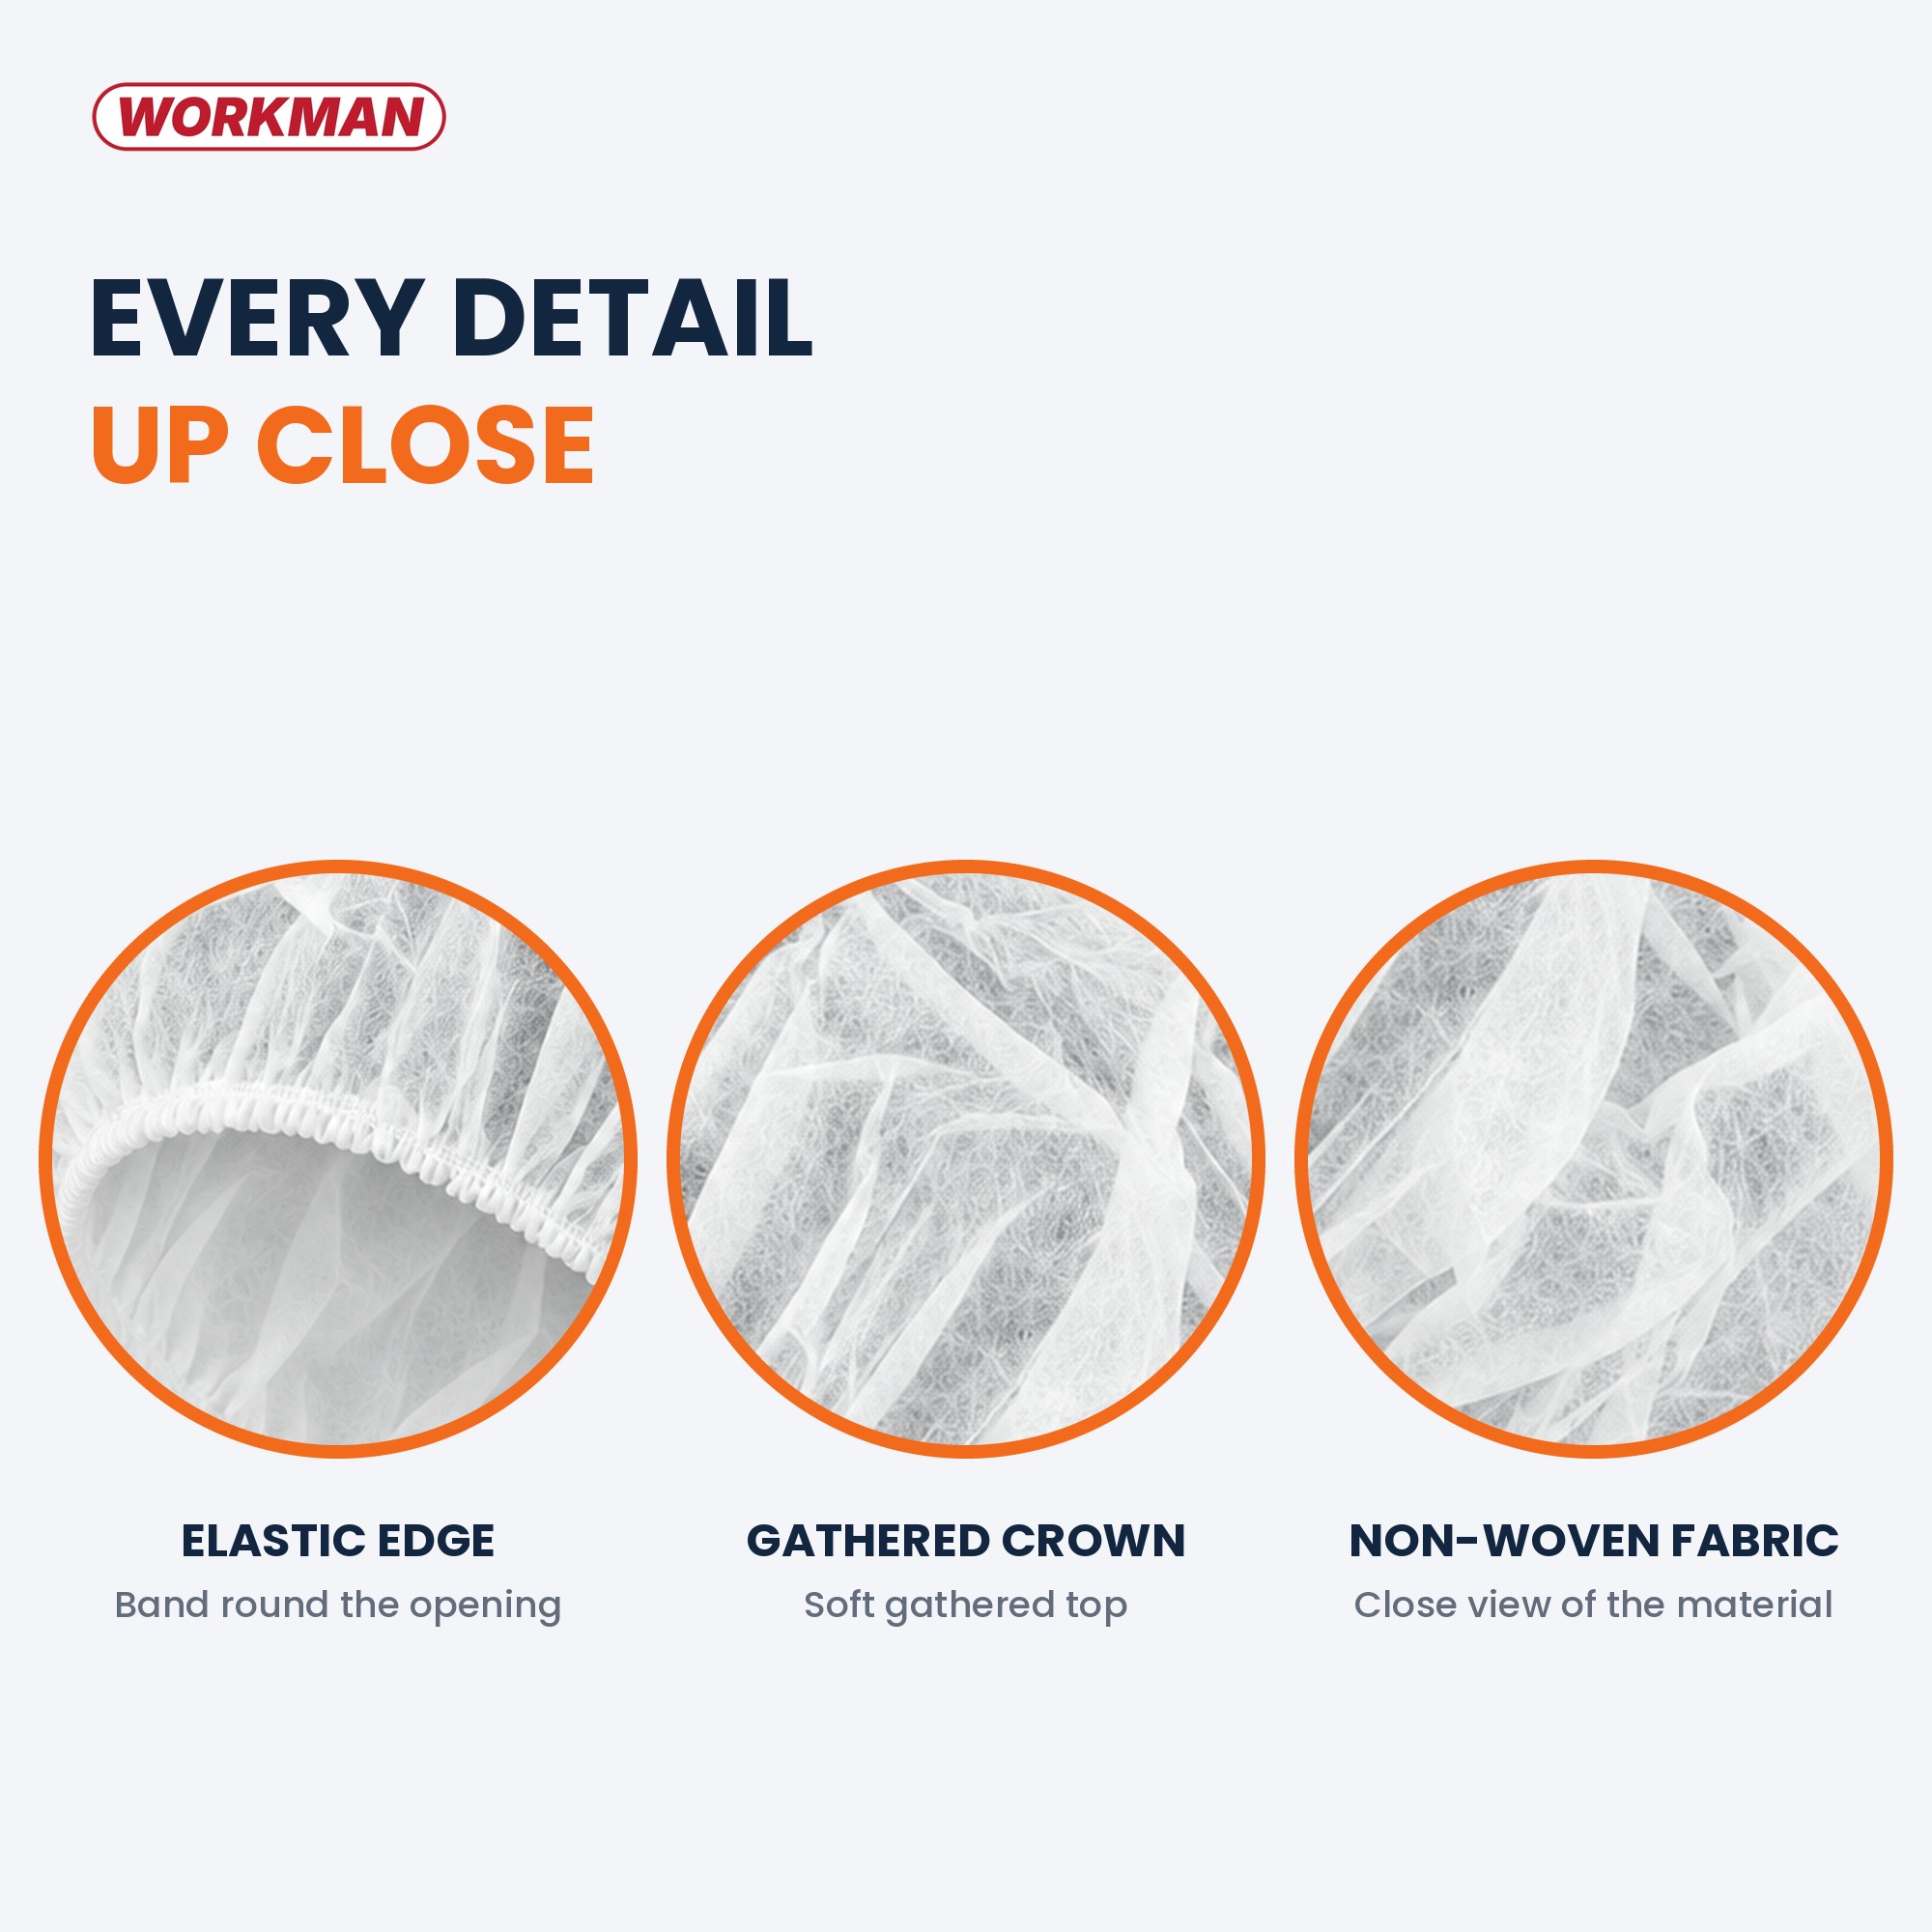 WORKMAN
EVERY DETAIL
UP CLOSE
ELASTIC EDGE
Band round the opening
GATHERED CROWN
Soft gathered top
NON-WOVEN FABRIC
Close view of the material